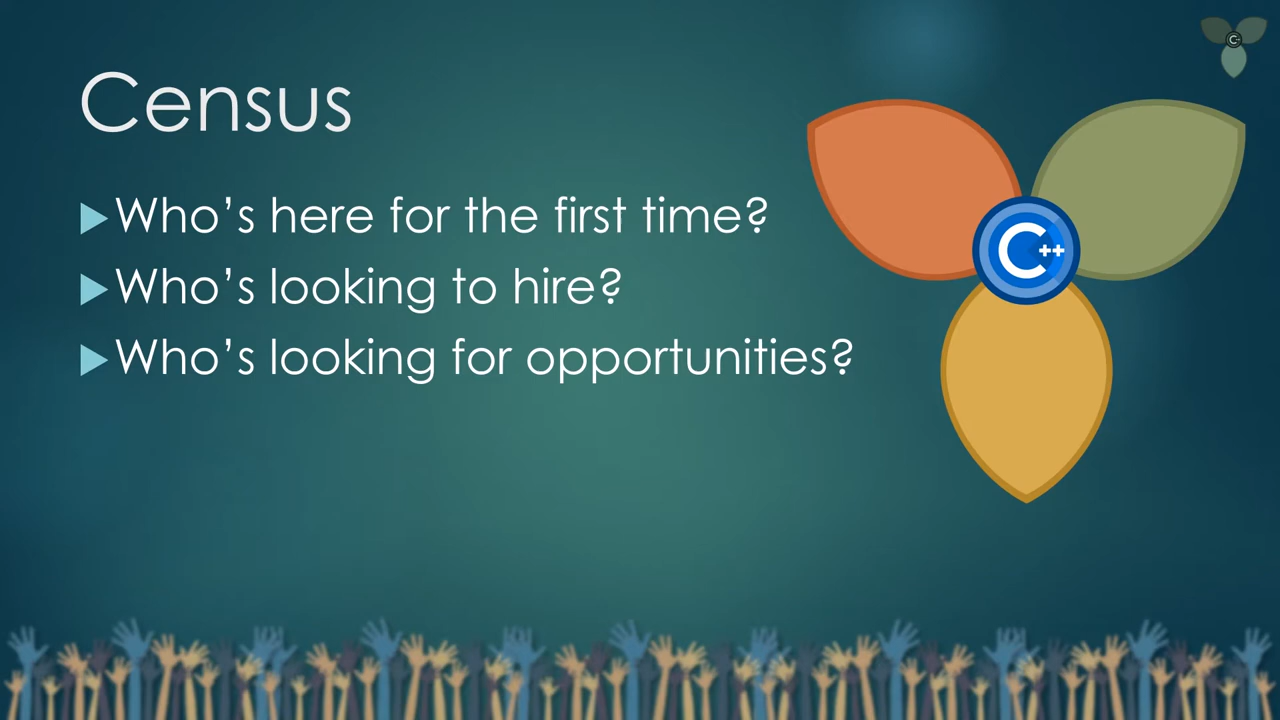 Census
Who’s here for the first time?
Who’s looking to hire?
Who’s looking for opportunities?
C++